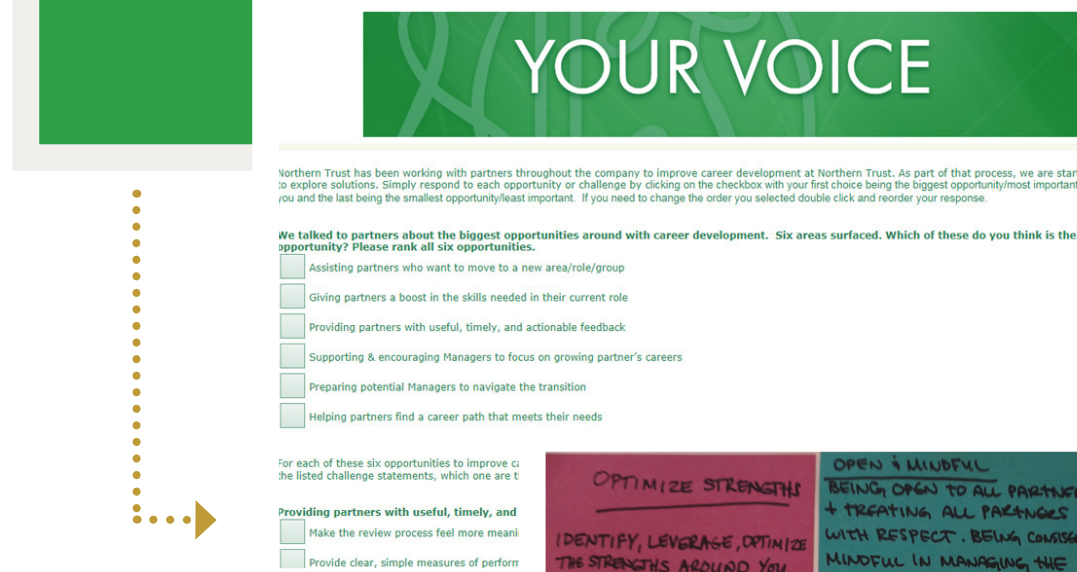 YOUR VOICE
Northern Trust has been working with partners throughout the company to improve career development at Northern Trust. As part of that process, we are
to explore solutions. Simply respond to each opportunity or challenge by clicking on the checkbox with your first choice being the biggest opportunity/most important
you and the last being the smallest opportunity/least important. If you need to change the order you selected double click and reorder your response.
We talked to partners about the biggest opportunities around with career development. Six areas surfaced. Which of these do you think is the
opportunity? Please rank all six opportunities.
Assisting partners who want to move to a new area/role/group
Giving partners a boost in the skills needed in their current role
Providing partners with useful, timely, and actionable feedback
Supporting & encouraging Managers to focus on growing partner's careers
Preparing potential Managers to navigate the transition
Helping partners find a career path that meets their needs
For each of these six opportunities to improve
the listed challenge statements, which one are
Providing partners with useful, timely, and
Make the review process feel more
Provide clear, simple measures of
OPTIMIZE STRENGTHS
IDENTIFY, LEVERAGE, OPTIMIZE
THE STRENGTHS AROUND YOU
OPEN & MINDFUL
BEING OPEN TO ALL
+ TREATING ALL PARTNERS
WITH RESPECT. BEING
MINDFUL IN MANAGING THE